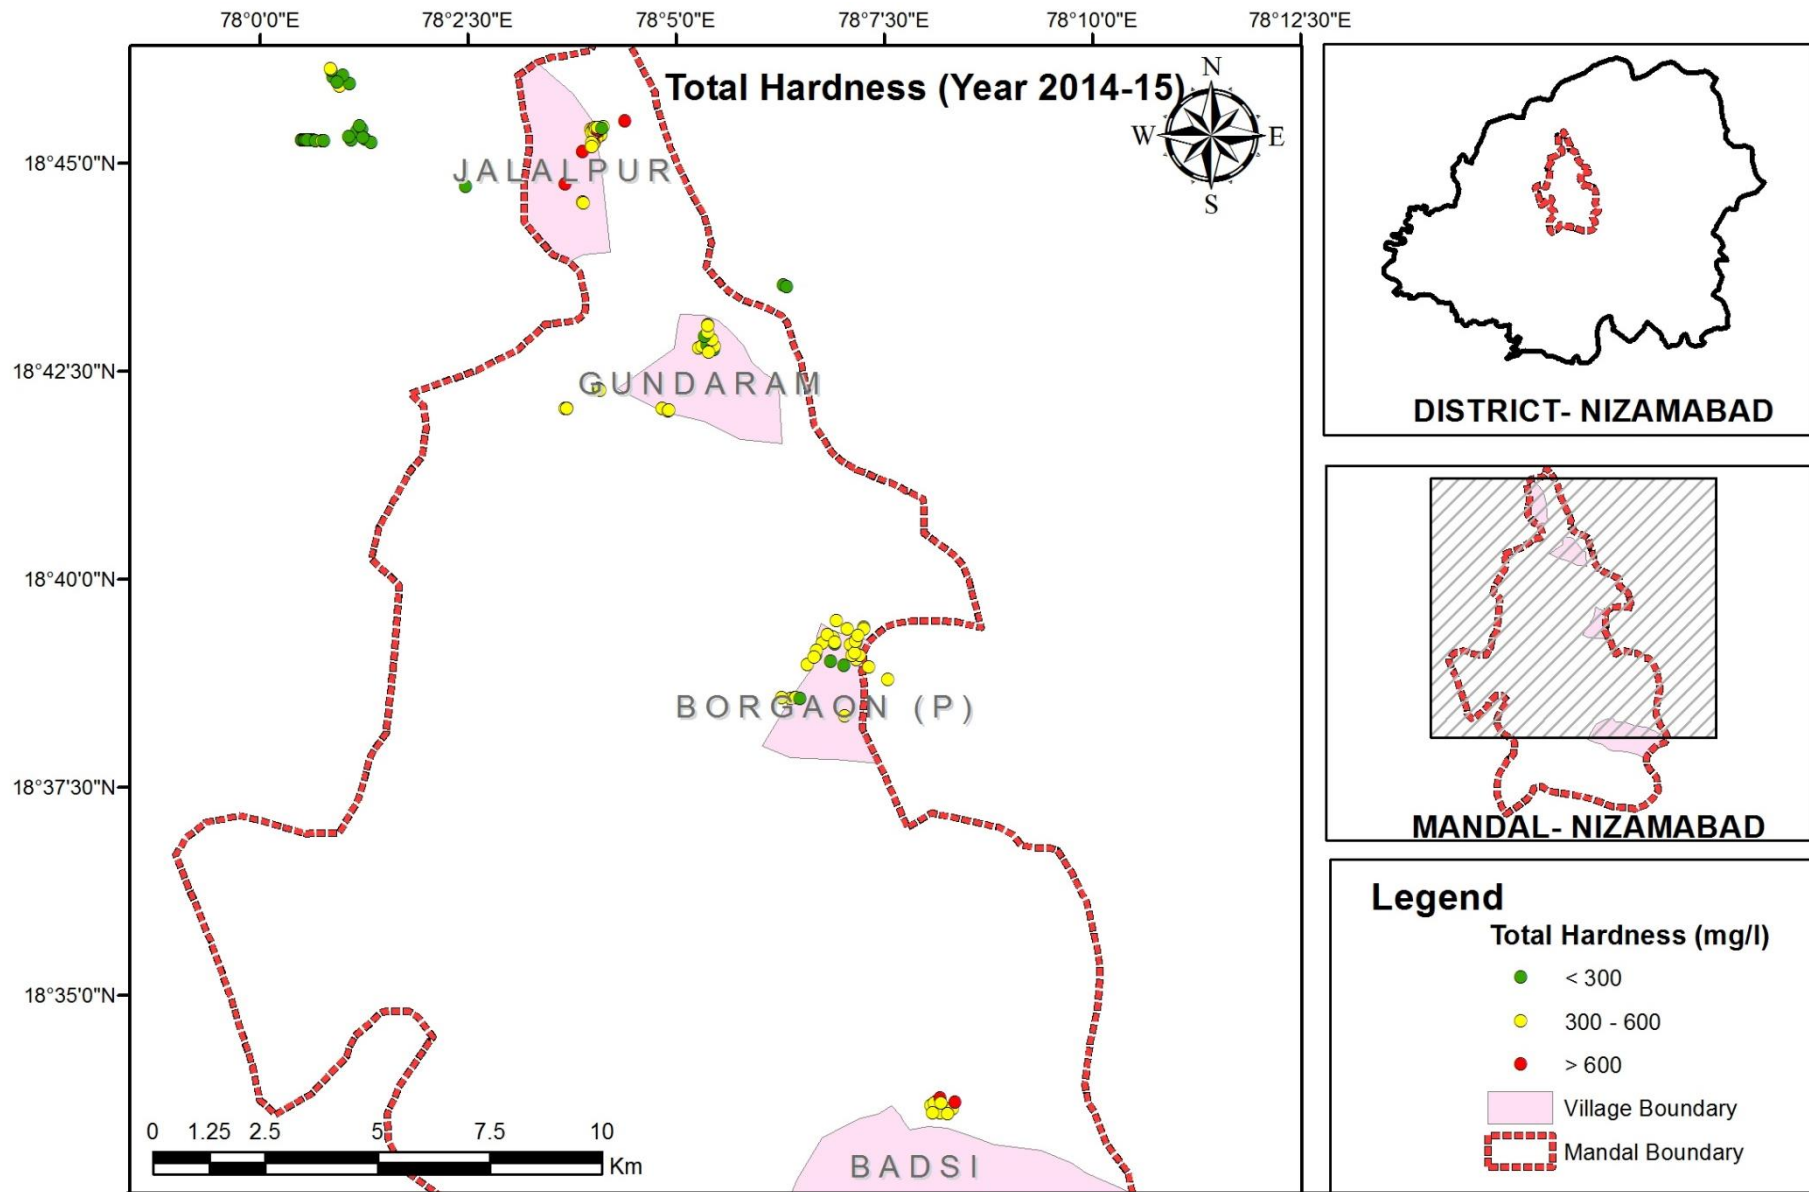 78°0'0"E 78°2'30"E 78°5'0"E 78°7'30"E 78°10'0"E 78°12'30"E
Total Hardness (Year 2014-15)
N
W E
S
18°45'0"N
JALALPUR
18°42'30"N
GUNDARAM
DISTRICT- NIZAMABAD
18°40'0"N
BORGAON (P)
18°37'30"N
MANDAL- NIZAMABAD
18°35'0"N
Legend
Total Hardness (mg/l)
< 300
300 - 600
> 600
Village Boundary
Mandal Boundary
0 1.25 2.5 5 7.5 10
Km
BADSI